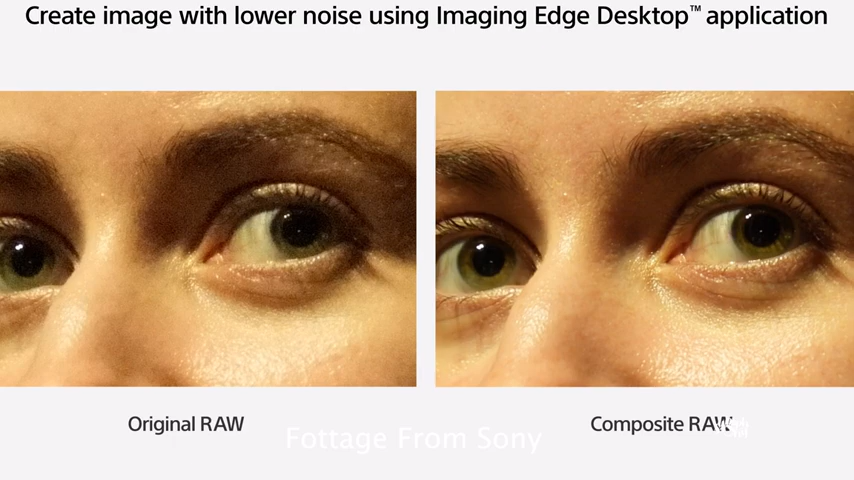 Create image with lower noise using Imaging Edge Desktop™ application
Original RAW
Composite RAW
Fottage From Sony